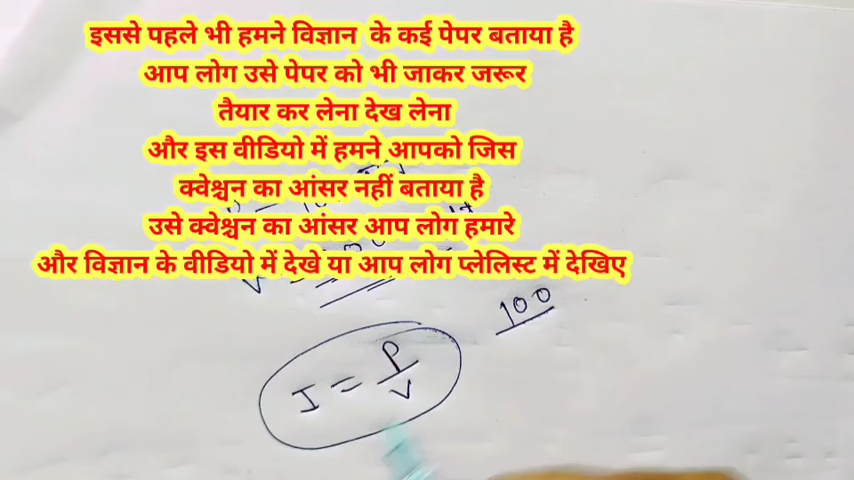 इससे पहले भी हमने विज्ञान के कई पेपर बताया है
आप लोग उसे पेपर को भी जाकर जरूर
तैयार कर लेना देख लेना
और इस वीडियो में हमने आपको जिस
क्वेश्चन का आंसर नहीं बताया है
उसे क्वेश्चन का आंसर आप लोग हमारे
और विज्ञान के वीडियो में देखे या आप लोग प्लेलिस्ट में देखिए
100
I = P/V